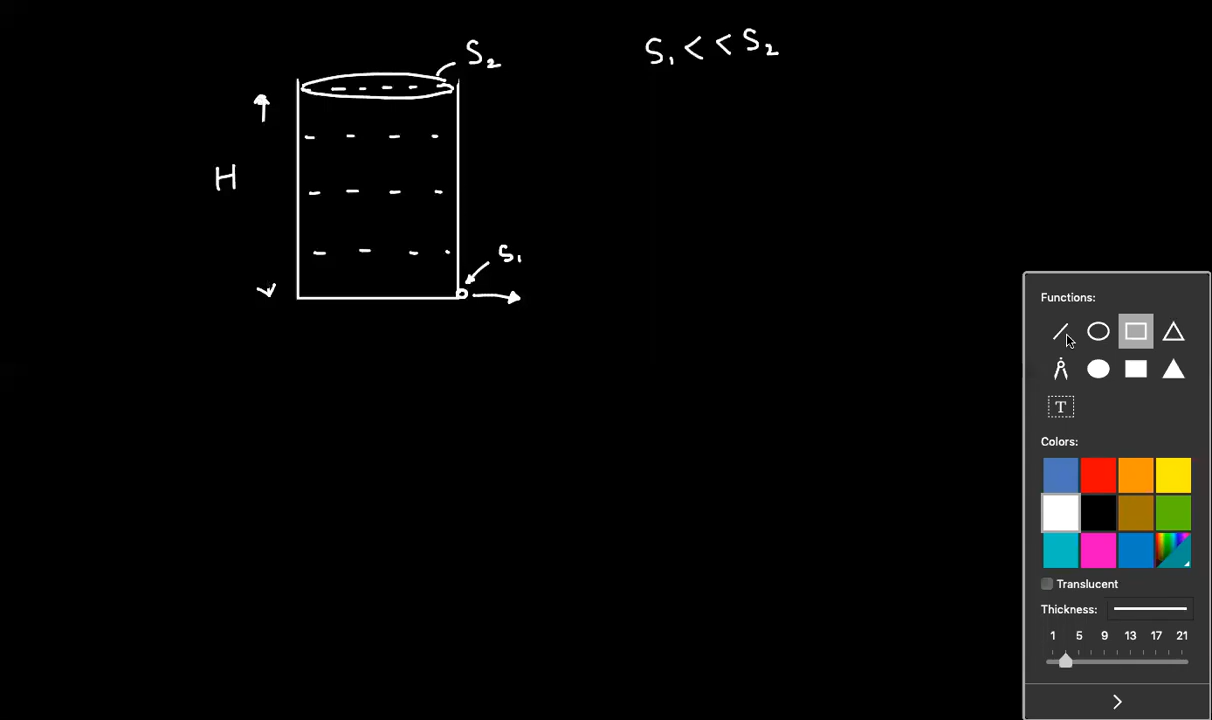 S₂
S₁ < < S₂
H
S₁
Functions:
T
Colors:
Translucent
Thickness:
1 5 9 13 17 21